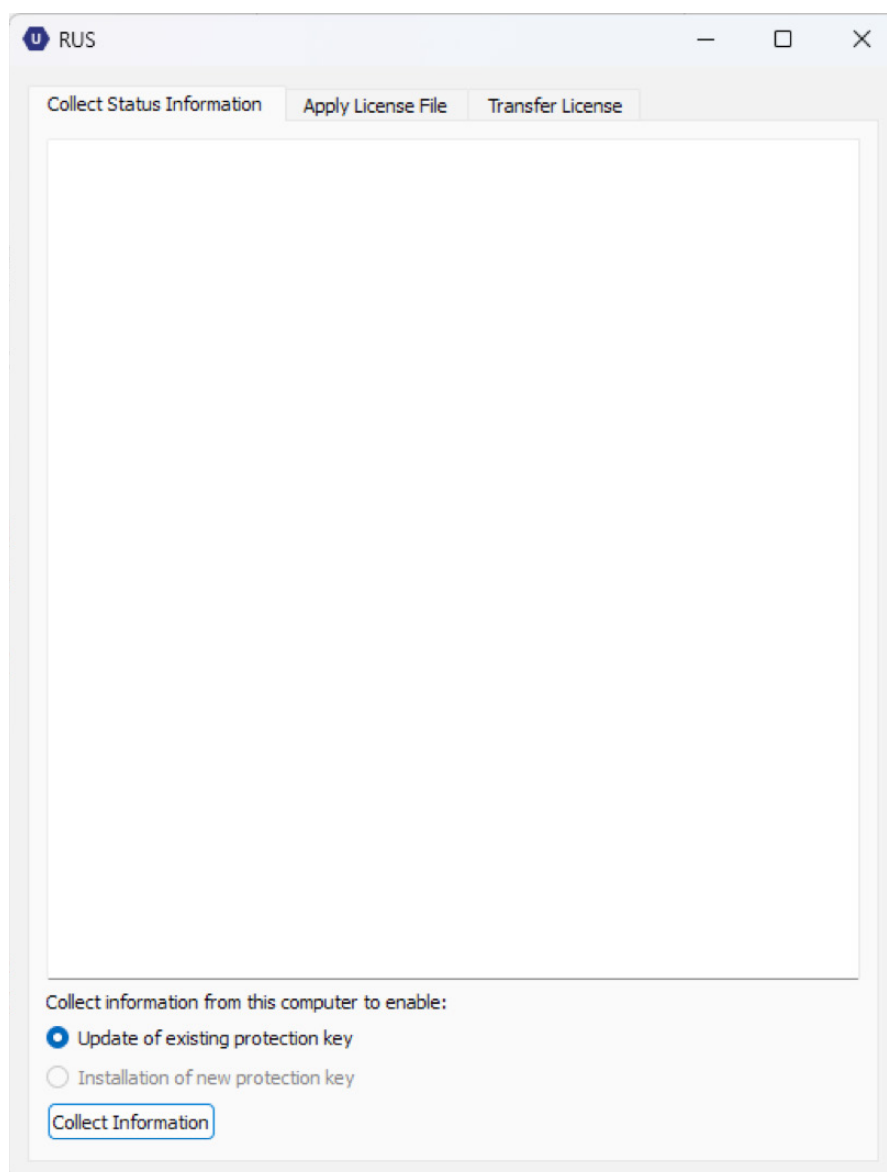 U RUS
Collect Status Information Apply License File Transfer License
Collect information from this computer to enable:
Update of existing protection key
Installation of new protection key
Collect Information